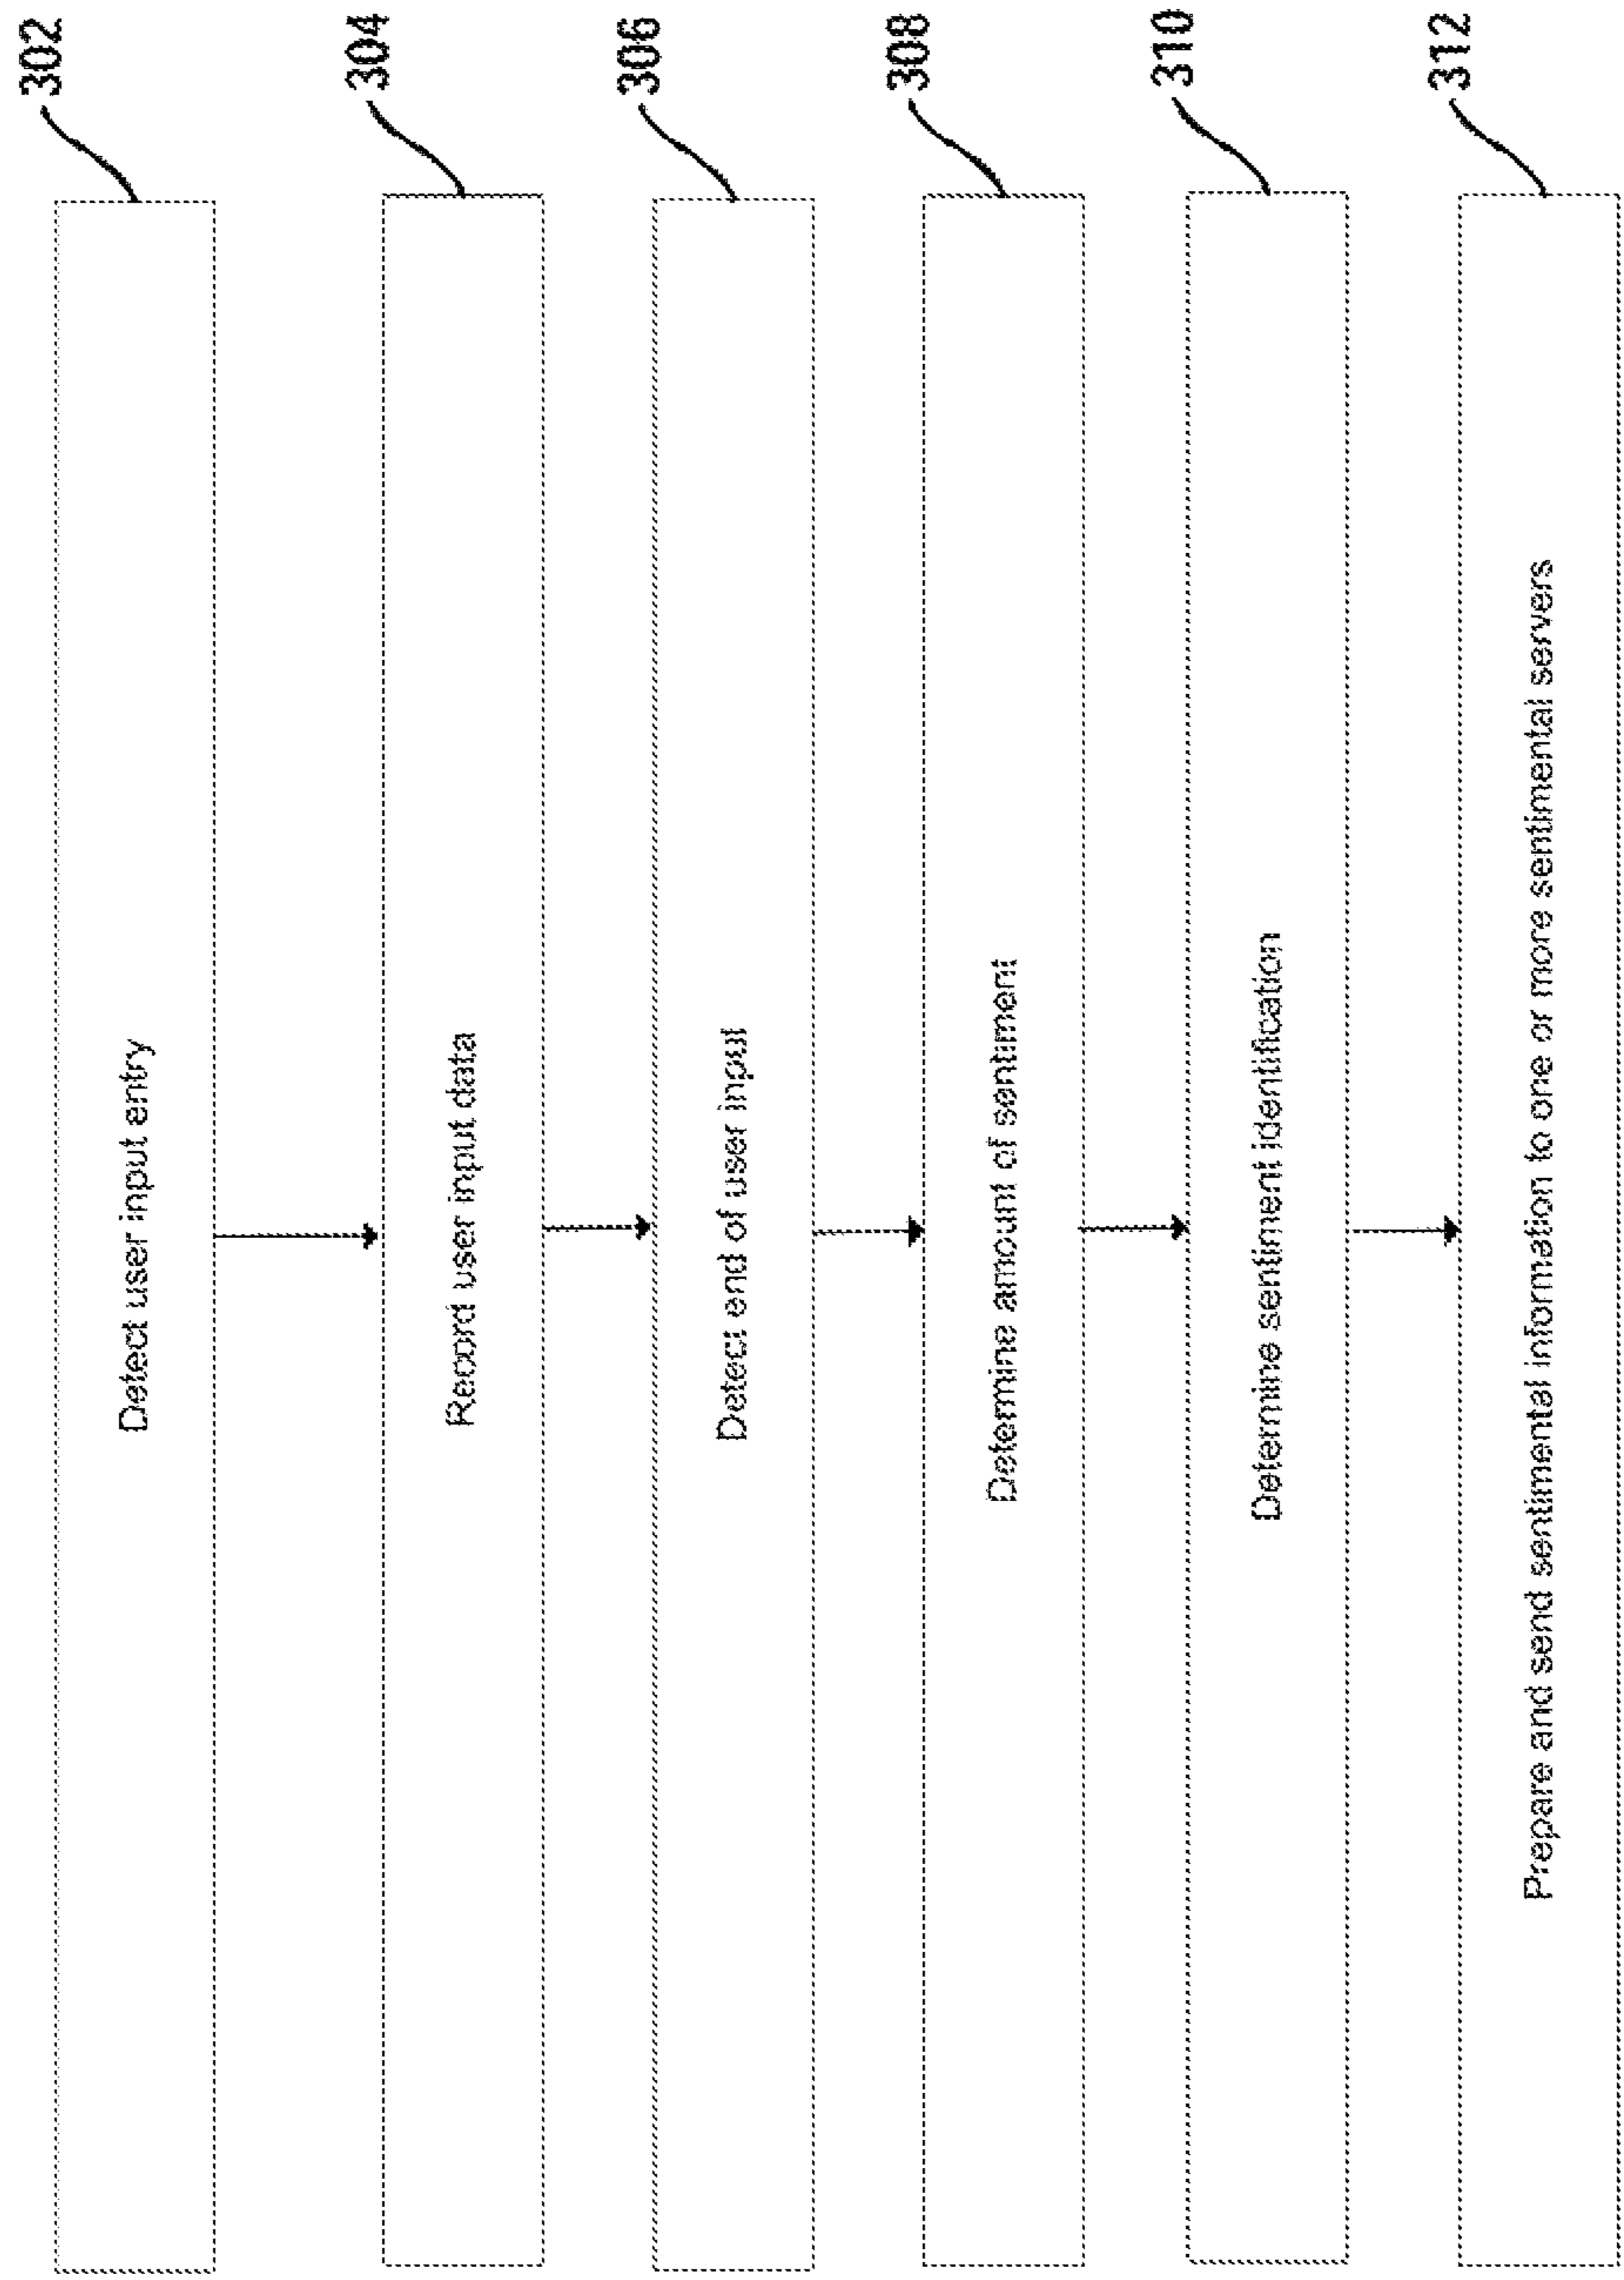 302
Detect user input entry
304
Record user input data
306
Detect end of user input
308
Determine amount of sentiment
310
Determine sentiment identification
312
Prepare and send sentimental information to one or more sentimental servers